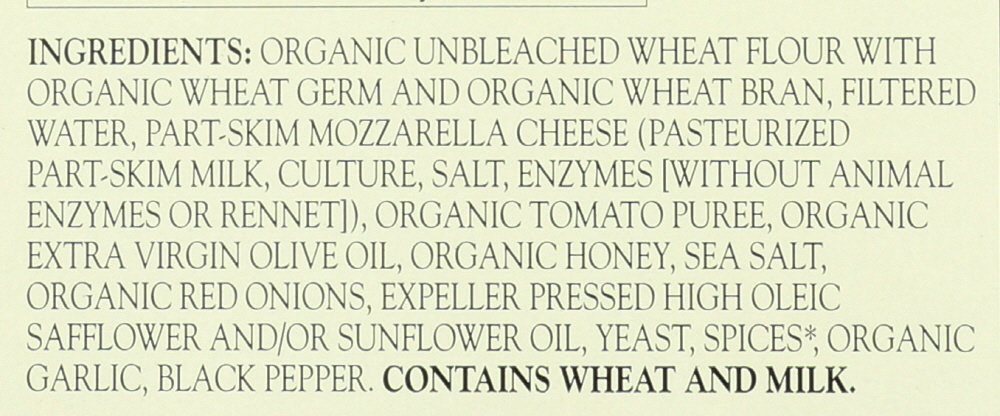 INGREDIENTS: ORGANIC UNBLEACHED WHEAT FLOUR WITH
ORGANIC WHEAT GERM AND ORGANIC WHEAT BRAN, FILTERED
WATER, PART-SKIM MOZZARELLA CHEESE (PASTEURIZED
PART-SKIM MILK, CULTURE, SALT, ENZYMES [WITHOUT ANIMAL
ENZYMES OR RENNET]), ORGANIC TOMATO PUREE, ORGANIC
EXTRA VIRGIN OLIVE OIL, ORGANIC HONEY, SEA SALT,
ORGANIC RED ONIONS, EXPELLER PRESSED HIGH OLEIC
SAFFLOWER AND/OR SUNFLOWER OIL, YEAST, SPICES*, ORGANIC
GARLIC, BLACK PEPPER. CONTAINS WHEAT AND MILK.